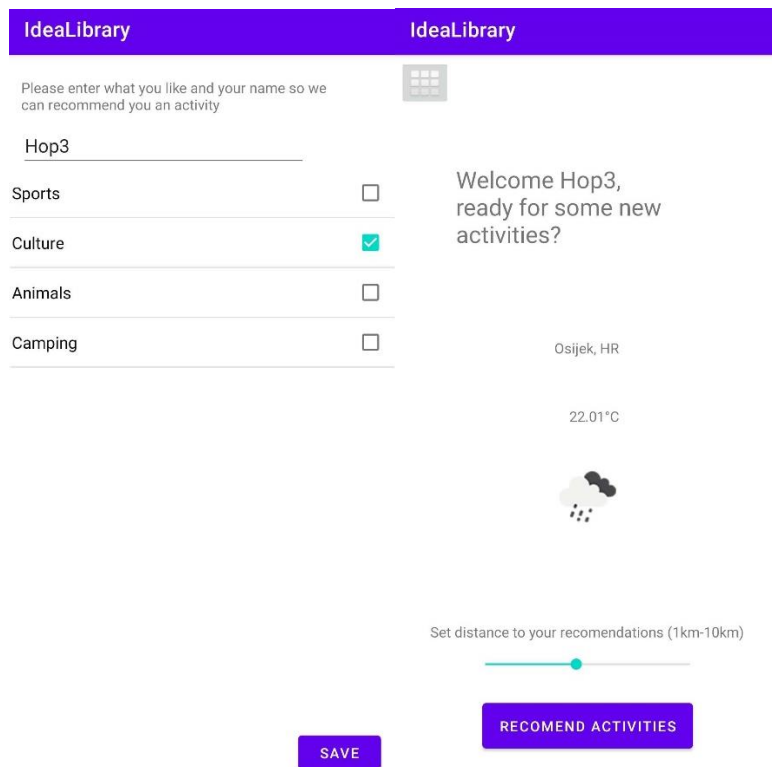 IdeaLibrary
Please enter what you like and your name so we
can recommend you an activity
Hop3
Sports
Culture
Animals
Camping
SAVE
IdeaLibrary
Welcome Hop3,
ready for some new
activities?
Osijek, HR
22.01°C
Set distance to your recomendations (1km-10km)
RECOMEND ACTIVITIES